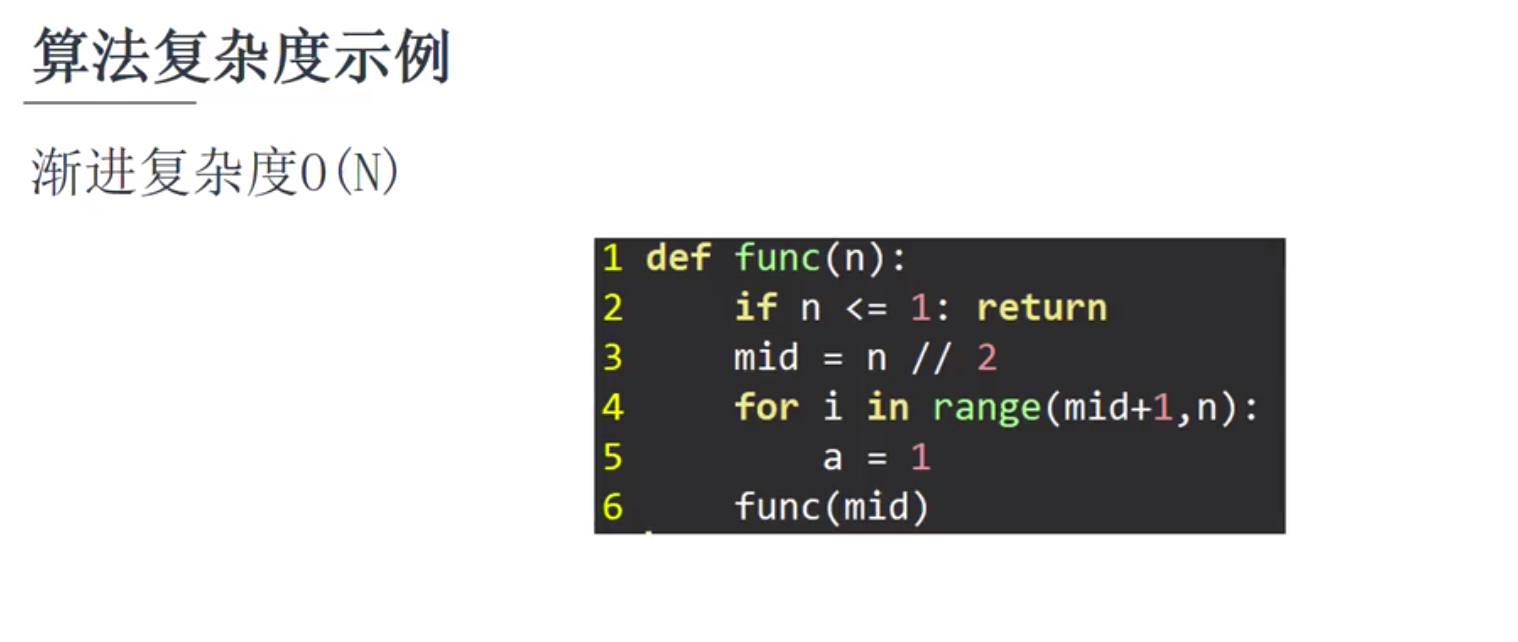 算法复杂度示例
渐进复杂度O(N)
1 def func(n):
2     if n <= 1: return
3     mid = n // 2
4     for i in range(mid+1,n):
5         a = 1
6     func(mid)